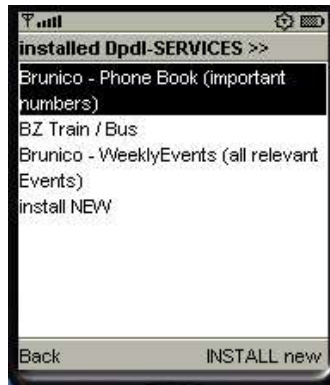 installed Dpdl-SERVICES >>
Brunico - Phone Book (important
numbers)
BZ Train / Bus
Brunico - WeeklyEvents (all relevant
Events)
install NEW
Back INSTALL new